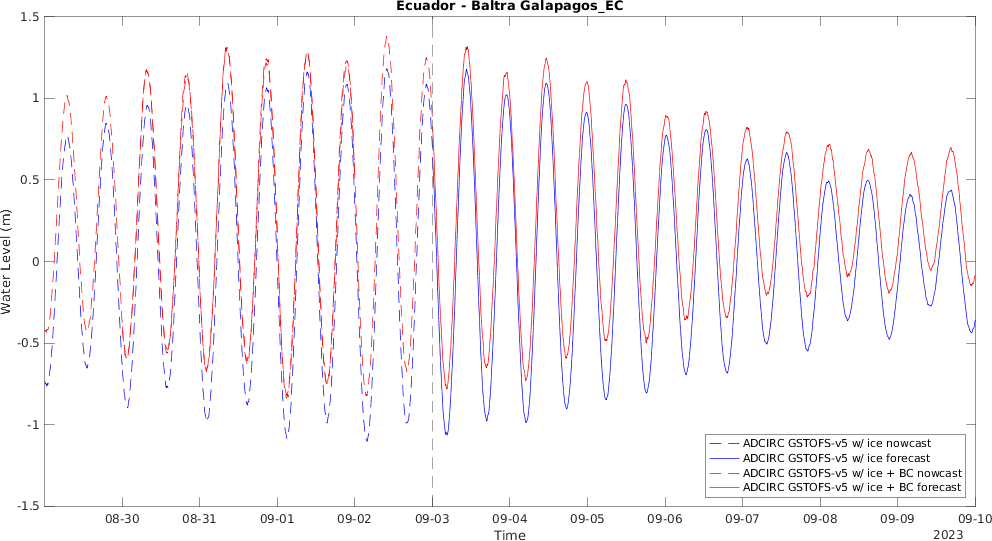 Ecuador - Baltra Galapagos_EC
1.5
1
0.5
0
-0.5
-1
-1.5
Water Level (m)
ADCIRC GSTOFS-v5 w/ ice nowcast
ADCIRC GSTOFS-v5 w/ ice forecast
ADCIRC GSTOFS-v5 w/ ice + BC nowcast
ADCIRC GSTOFS-v5 w/ ice + BC forecast
08-30 08-31 09-01 09-02 09-03 09-04 09-05 09-06 09-07 09-08 09-09 09-10
Time
2023